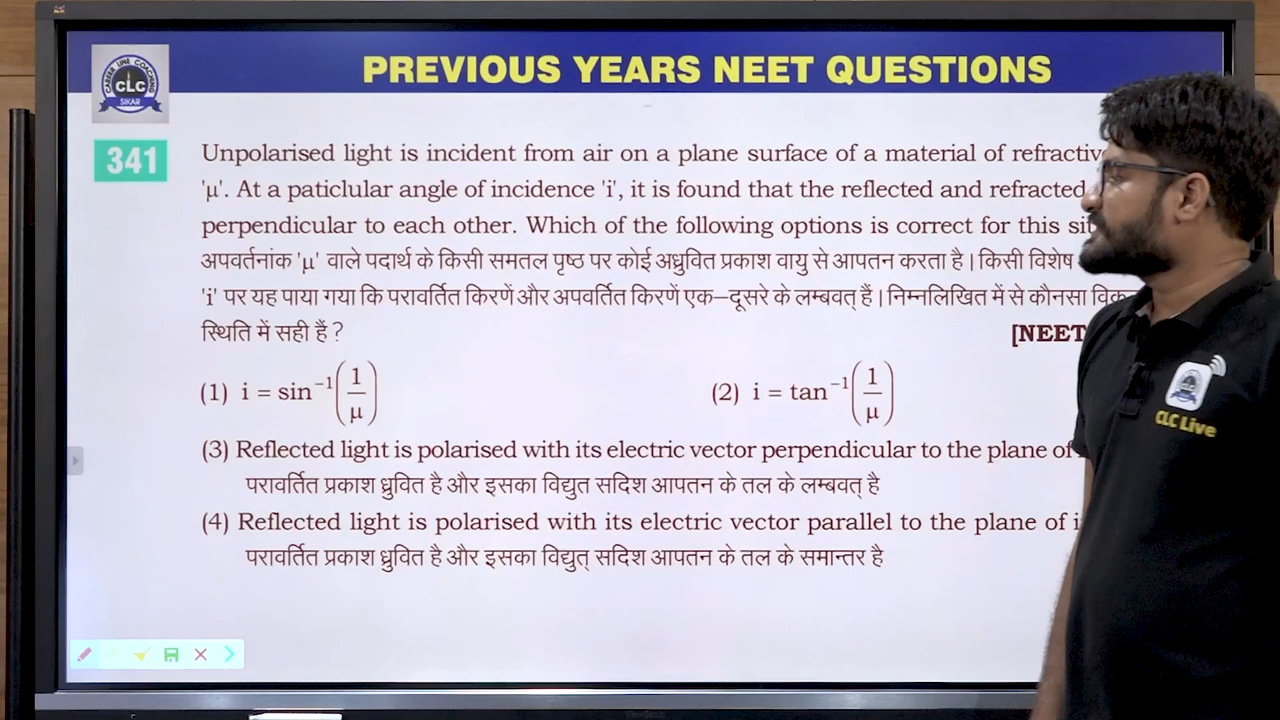 PREVIOUS YEARS NEET QUESTIONS
CAREER LINE COACHING
CLC
SIKAR
341
Unpolarised light is incident from air on a plane surface of a material of refractiv
'μ'. At a paticlular angle of incidence 'i', it is found that the reflected and refracted
perpendicular to each other. Which of the following options is correct for this sit
अपवर्तनांक 'μ' वाले पदार्थ के किसी समतल पृष्ठ पर कोई अध्रुवित प्रकाश वायु से आपतन करता है। किसी विशेष
'i' पर यह पाया गया कि परावर्तित किरणें और अपवर्तित किरणें एक–दूसरे के लम्बवत् हैं। निम्नलिखित में से कौनसा विक
स्थिति में सही हैं ?
[NEET
(1) i = sin⁻¹(1/μ)
(2) i = tan⁻¹(1/μ)
(3) Reflected light is polarised with its electric vector perpendicular to the plane of
परावर्तित प्रकाश ध्रुवित है और इसका विद्युत सदिश आपतन के तल के लम्बवत् है
(4) Reflected light is polarised with its electric vector parallel to the plane of i
परावर्तित प्रकाश ध्रुवित है और इसका विद्युत् सदिश आपतन के तल के समान्तर है
CLC Live